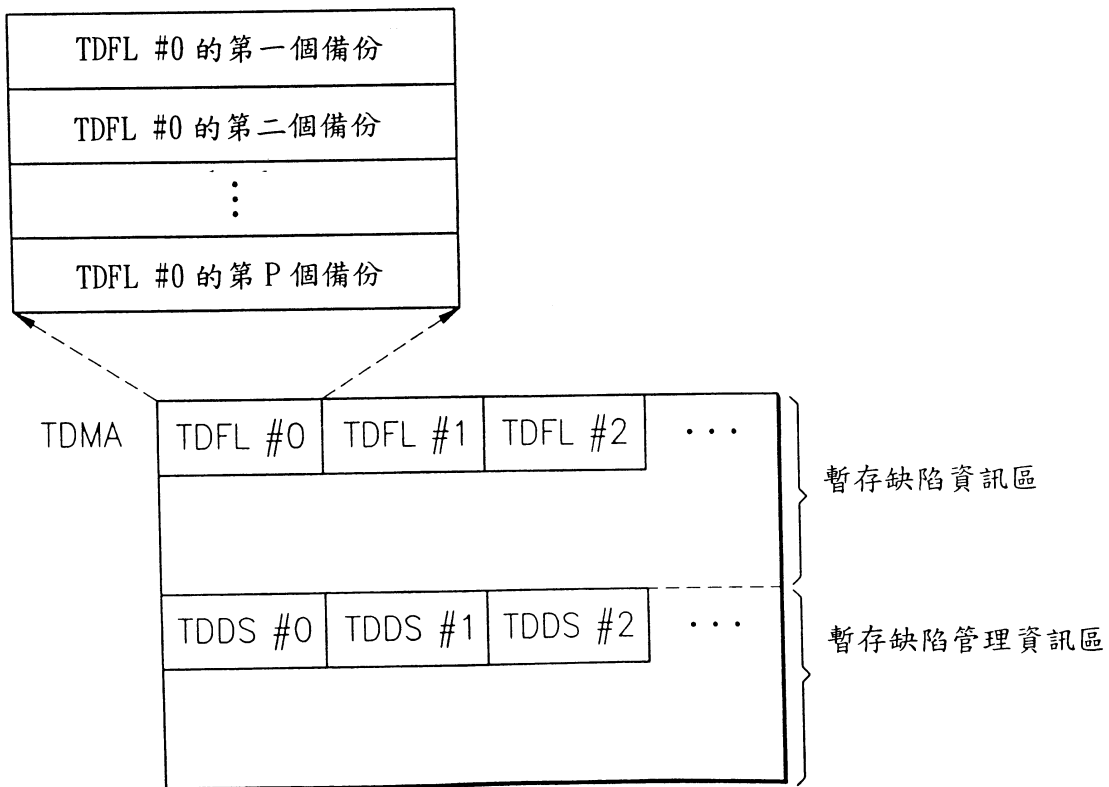 TDFL #0 的第一個備份
TDFL #0 的第二個備份
⋮
TDFL #0 的第 P 個備份
TDMA
TDFL #0 TDFL #1 TDFL #2 ...
暫存缺陷資訊區
TDDS #0 TDDS #1 TDDS #2 ...
暫存缺陷管理資訊區